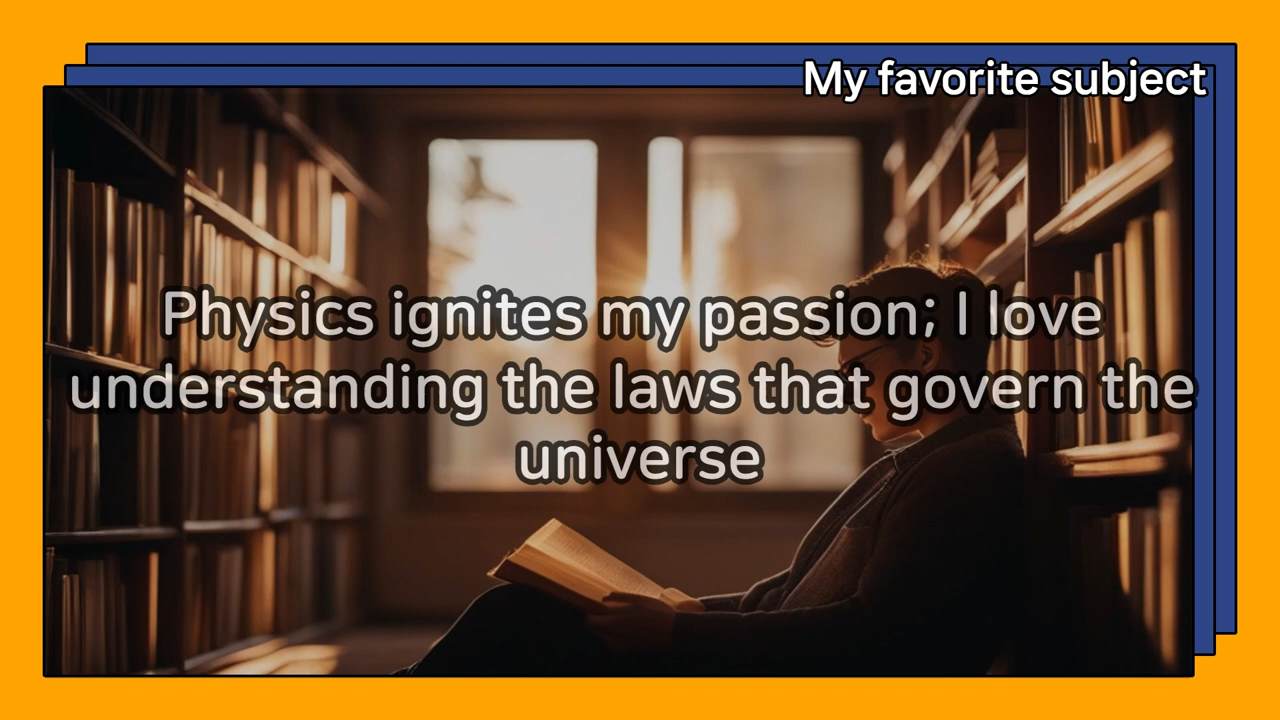 My favorite subject
Physics ignites my passion; I love
understanding the laws that govern the
universe